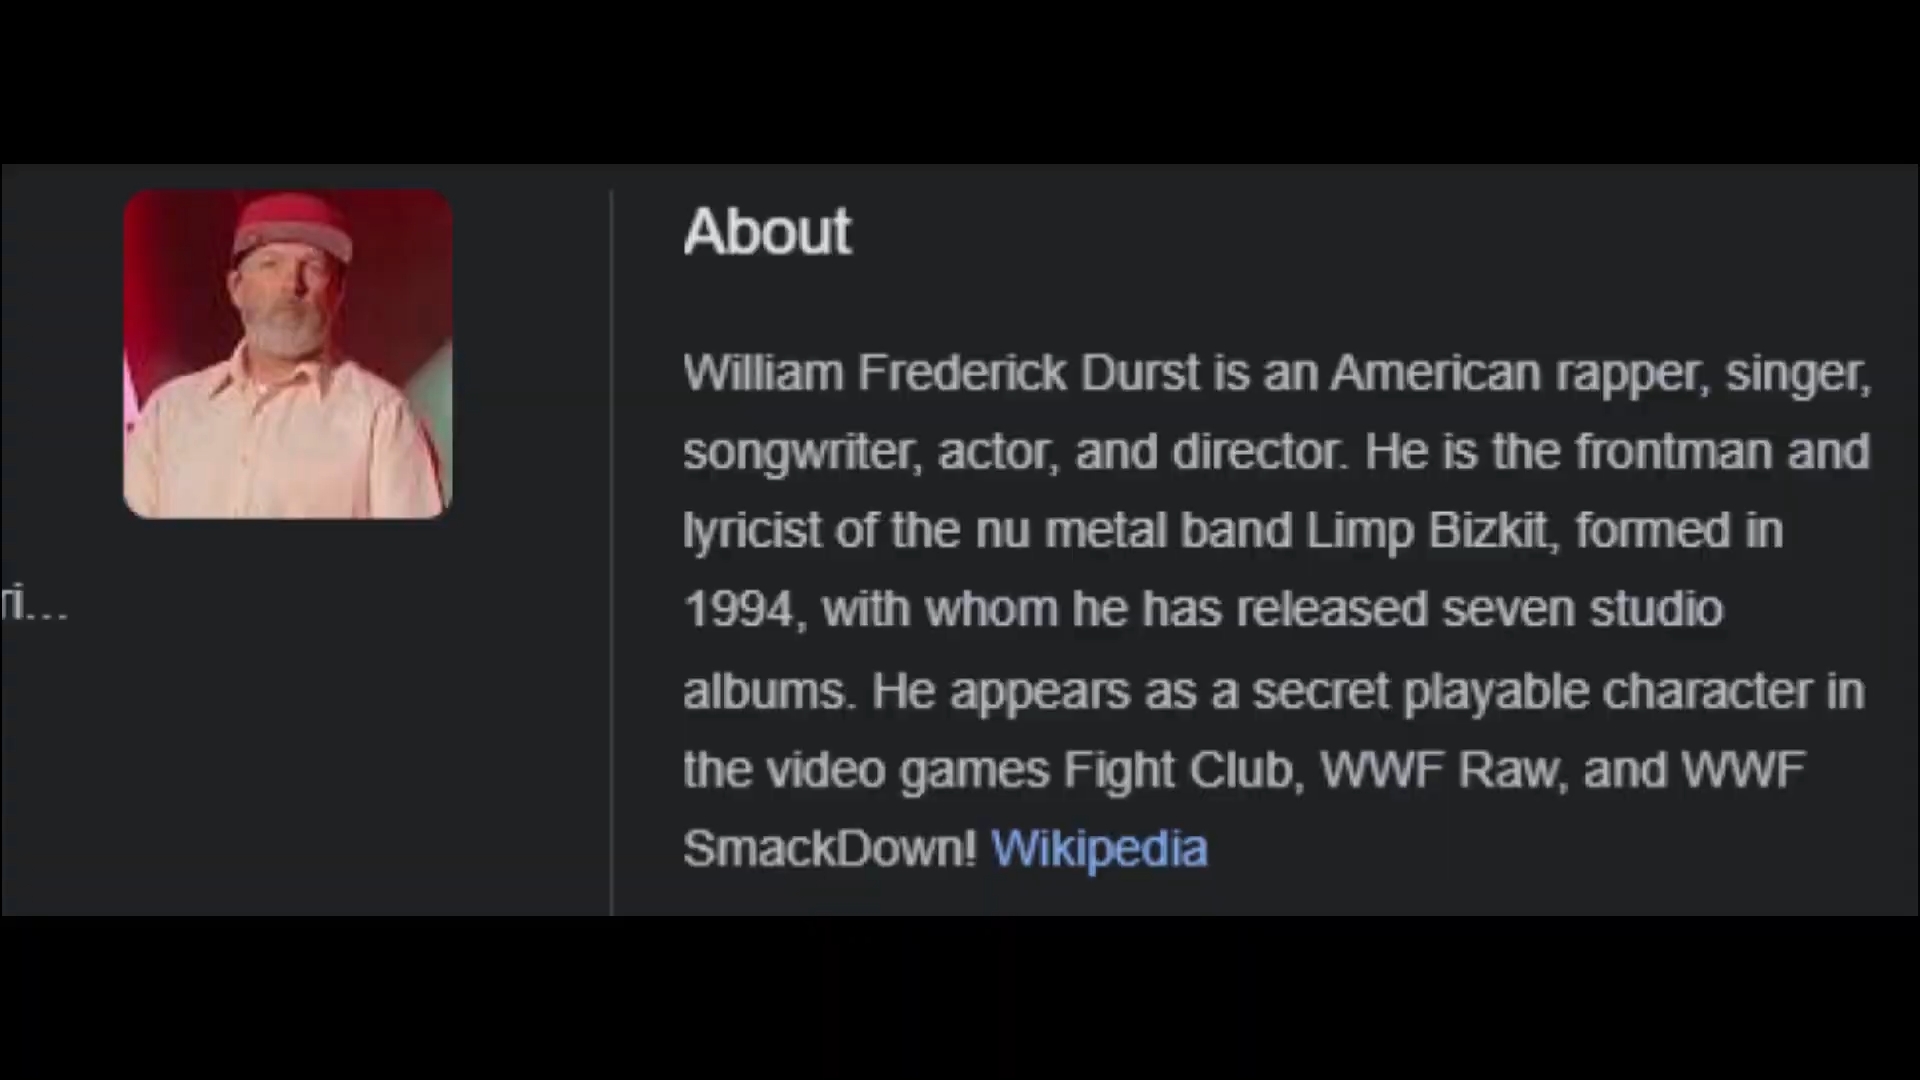 About
William Frederick Durst is an American rapper, singer,
songwriter, actor, and director. He is the frontman and
lyricist of the nu metal band Limp Bizkit, formed in
1994, with whom he has released seven studio
albums. He appears as a secret playable character in
the video games Fight Club, WWF Raw, and WWF
SmackDown! Wikipedia
ri...